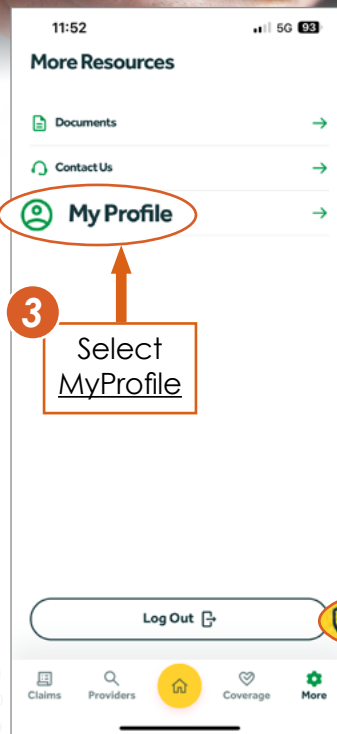 11:52 5G 93
More Resources
Documents
Contact Us
My Profile
3
Select
MyProfile
Log Out
Claims Providers Coverage More